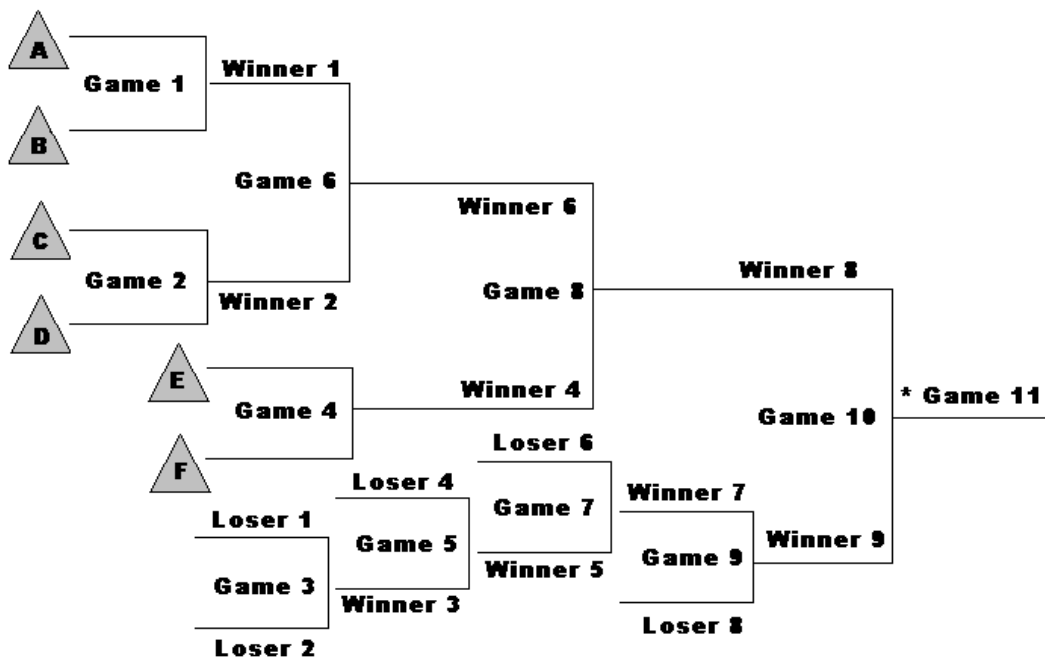 A
Game 1
Winner 1
B
Game 6
Winner 6
C
Game 2
Winner 2
D
Game 8
Winner 8
E
Game 4
Winner 4
F
* Game 11
Game 10
Loser 6
Loser 4
Game 7
Winner 7
Loser 1
Game 5
Winner 9
Game 9
Winner 5
Game 3
Winner 3
Loser 8
Loser 2